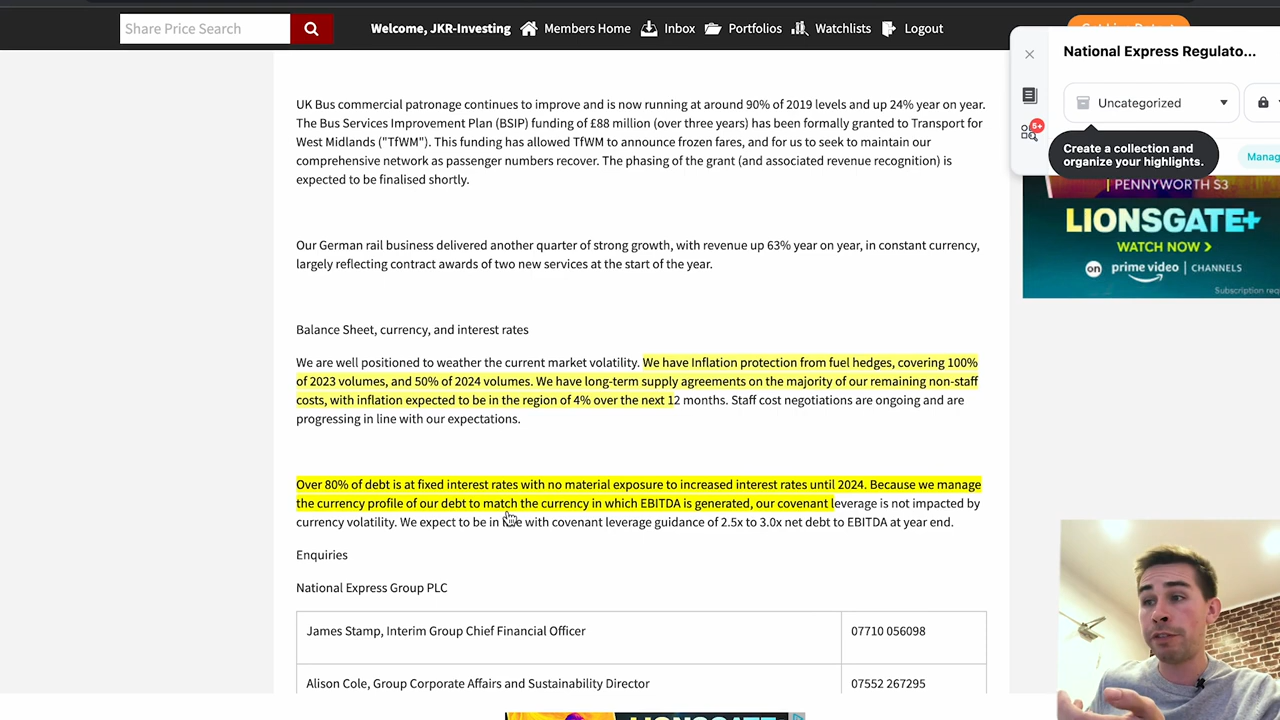 Share Price Search
Welcome, JKR-Investing
Members Home
Inbox
Portfolios
Watchlists
Logout
National Express Regulato...
Uncategorized
5+
Create a collection and
organize your highlights.
Manag
UK Bus commercial patronage continues to improve and is now running at around 90% of 2019 levels and up 24% year on year.
The Bus Services Improvement Plan (BSIP) funding of £88 million (over three years) has been formally granted to Transport for
West Midlands ("TfWM"). This funding has allowed TfWM to announce frozen fares, and for us to seek to maintain our
comprehensive network as passenger numbers recover. The phasing of the grant (and associated revenue recognition) is
expected to be finalised shortly.
PENNYWORTH S3
LIONSGATE+
WATCH NOW >
on prime video | CHANNELS
Subscription req
Our German rail business delivered another quarter of strong growth, with revenue up 63% year on year, in constant currency,
largely reflecting contract awards of two new services at the start of the year.
Balance Sheet, currency, and interest rates
We are well positioned to weather the current market volatility. We have Inflation protection from fuel hedges, covering 100%
of 2023 volumes, and 50% of 2024 volumes. We have long-term supply agreements on the majority of our remaining non-staff
costs, with inflation expected to be in the region of 4% over the next 12 months. Staff cost negotiations are ongoing and are
progressing in line with our expectations.
Over 80% of debt is at fixed interest rates with no material exposure to increased interest rates until 2024. Because we manage
the currency profile of our debt to match the currency in which EBITDA is generated, our covenant leverage is not impacted by
currency volatility. We expect to be in line with covenant leverage guidance of 2.5x to 3.0x net debt to EBITDA at year end.
Enquiries
National Express Group PLC
James Stamp, Interim Group Chief Financial Officer
07710 056098
Alison Cole, Group Corporate Affairs and Sustainability Director
07552 267295